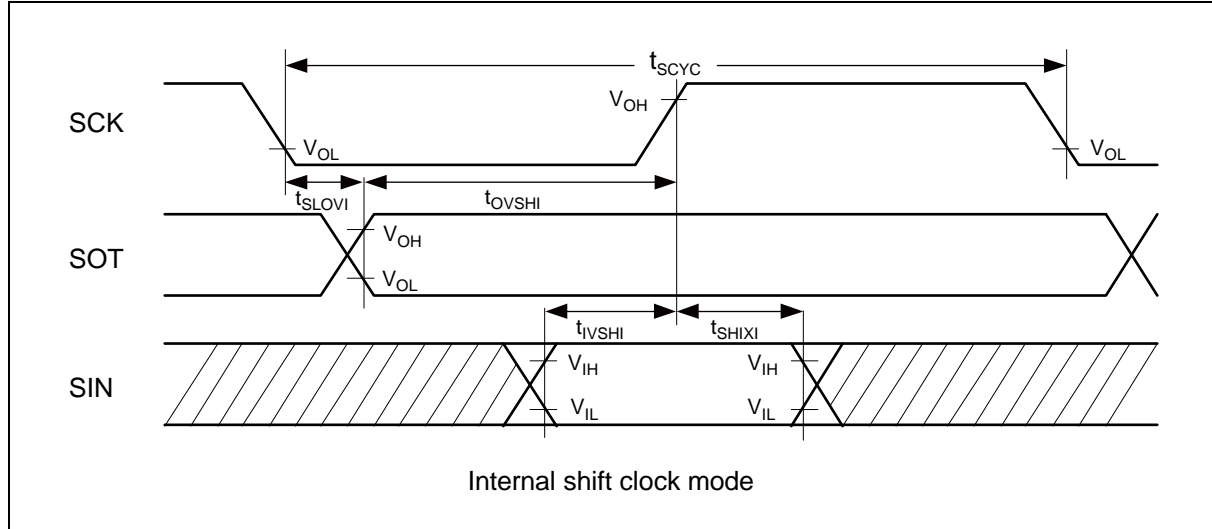 tSCYC
SCK
VOH
VOL
VOL
tSLOVI
tOVSHI
SOT
VOH
VOL
tIVSHI
tSHIXI
SIN
VIH
VIH
VIL
VIL
Internal shift clock mode